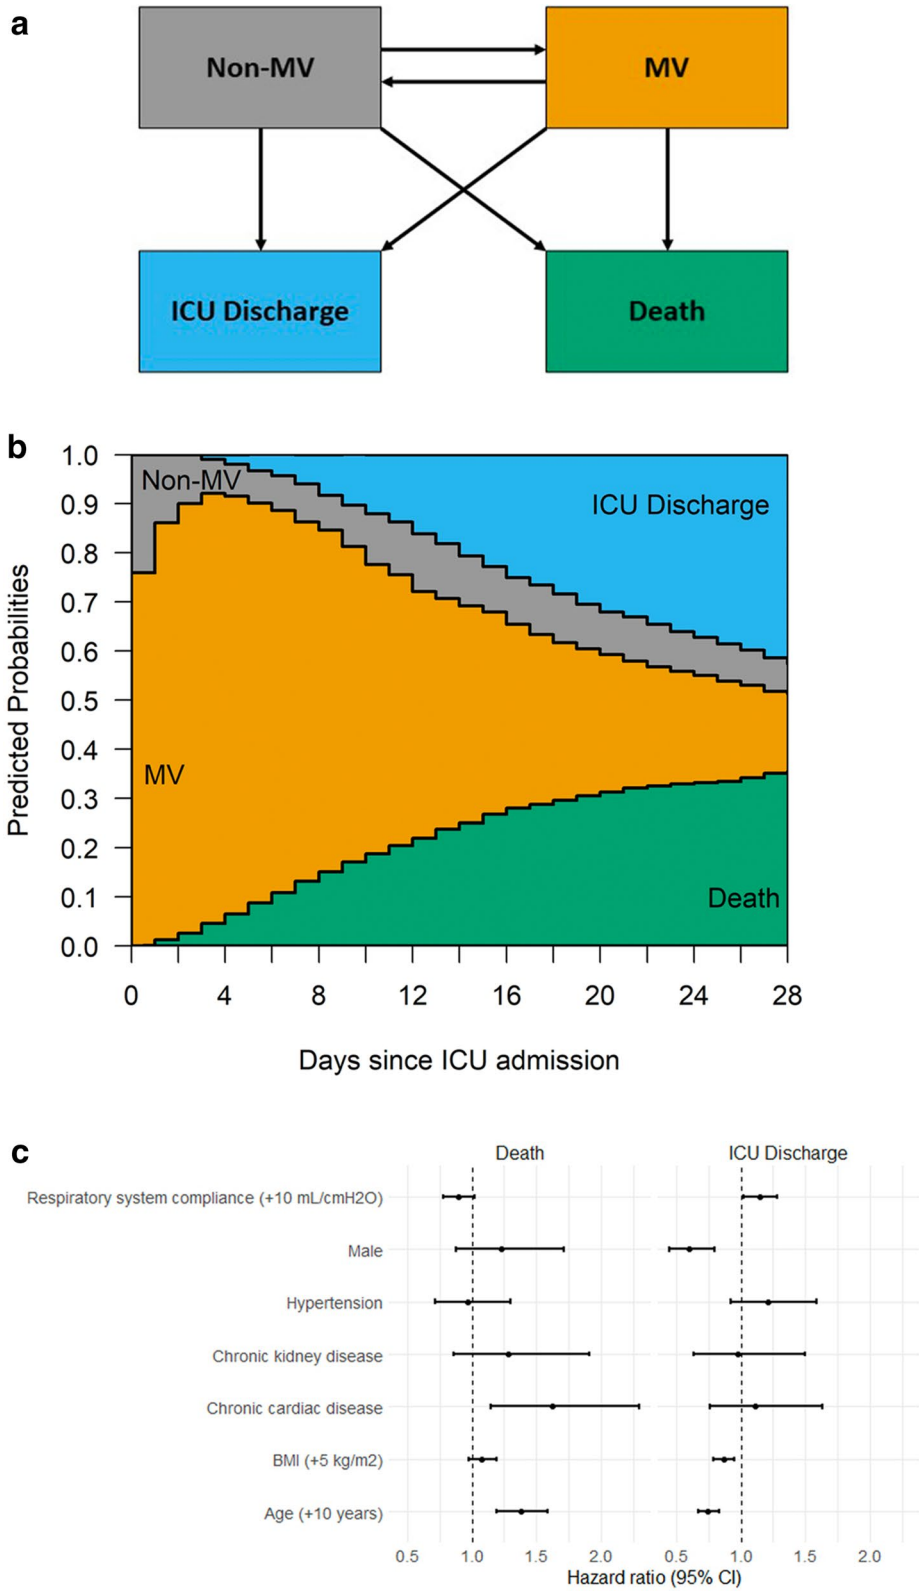 a
Non-MV
MV
ICU Discharge
Death
b
Predicted Probabilities
1.0
0.9
0.8
0.7
0.6
0.5
0.4
0.3
0.2
0.1
0.0
Non-MV
ICU Discharge
MV
Death
0 4 8 12 16 20 24 28
Days since ICU admission
c
Death ICU Discharge
Respiratory system compliance (+10 mL/cmH2O)
Male
Hypertension
Chronic kidney disease
Chronic cardiac disease
BMI (+5 kg/m2)
Age (+10 years)
0.5 1.0 1.5 2.0 0.5 1.0 1.5 2.0
Hazard ratio (95% CI)